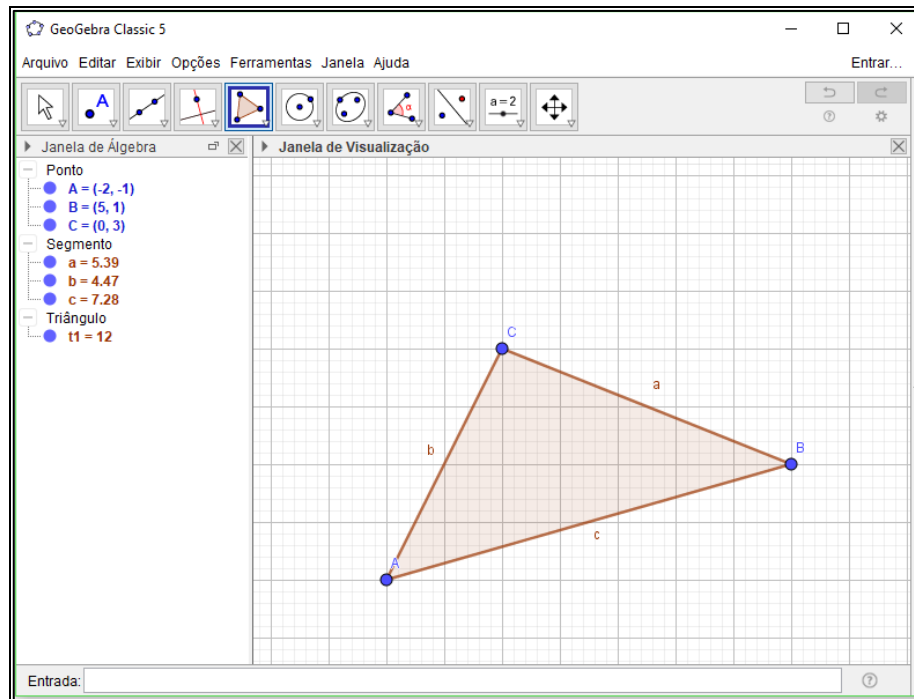 GeoGebra Classic 5
Arquivo Editar Exibir Opções Ferramentas Janela Ajuda Entrar...
A α a=2
Janela de Álgebra
Janela de Visualização
Ponto
A = (-2, -1)
B = (5, 1)
C = (0, 3)
Segmento
a = 5.39
b = 4.47
c = 7.28
Triângulo
t1 = 12
C
a
B
b
c
A
Entrada: